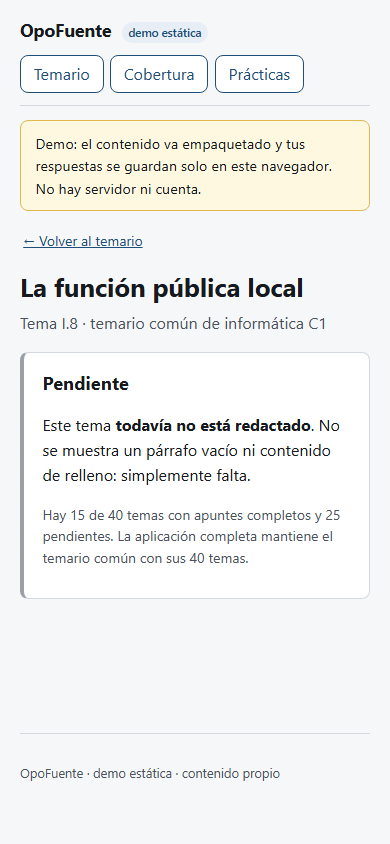 OpoFuente demo estática
Temario Cobertura Prácticas
Demo: el contenido va empaquetado y tus
respuestas se guardan solo en este navegador.
No hay servidor ni cuenta.
← Volver al temario
La función pública local
Tema I.8 · temario común de informática C1
Pendiente
Este tema todavía no está redactado. No
se muestra un párrafo vacío ni contenido
de relleno: simplemente falta.
Hay 15 de 40 temas con apuntes completos y 25
pendientes. La aplicación completa mantiene el
temario común con sus 40 temas.
OpoFuente · demo estática · contenido propio